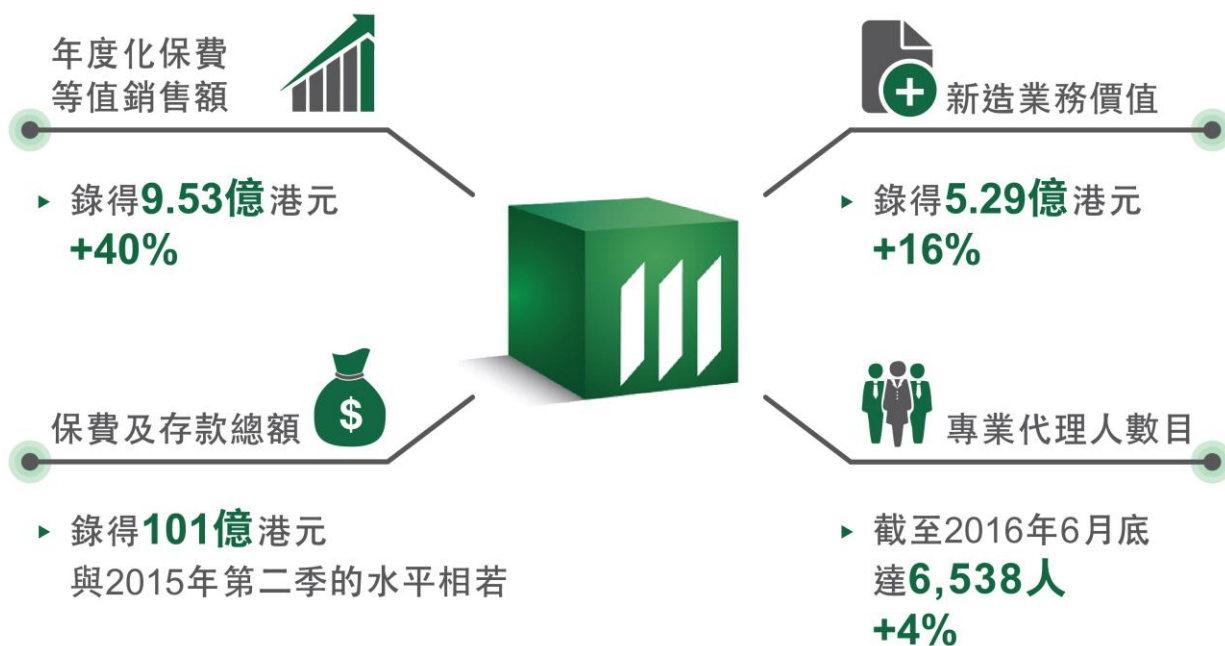 年度化保費
等值銷售額
▸ 錄得9.53億港元
+40%
新造業務價值
▸ 錄得5.29億港元
+16%
$
保費及存款總額
▸ 錄得101億港元
與2015年第二季的水平相若
專業代理人數目
▸ 截至2016年6月底
達6,538人
+4%